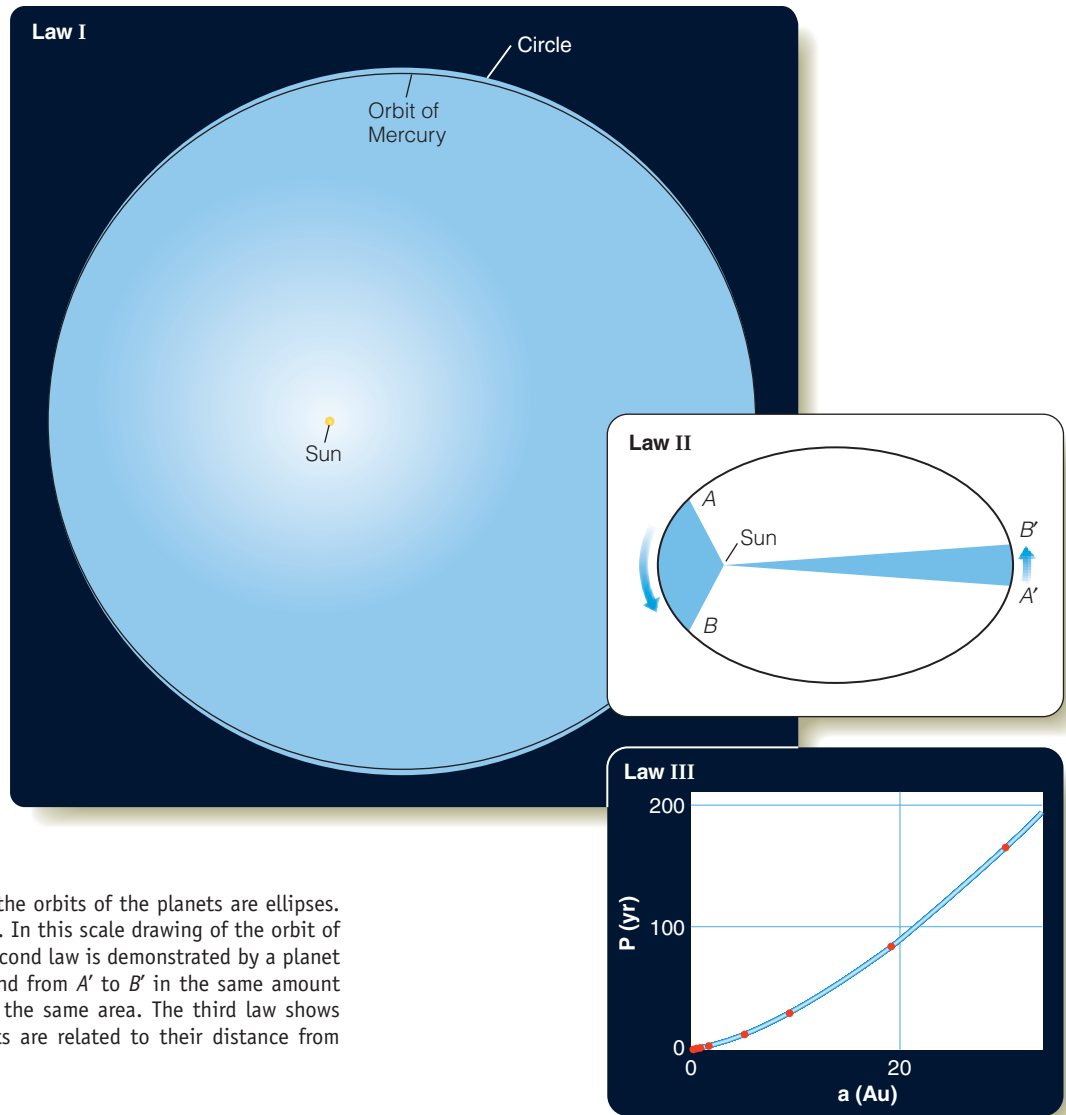 Law I
Circle
Orbit of
Mercury
Sun
Law II
A
Sun
B′
A′
B
Law III
200
P (yr)
100
0
0
20
a (Au)
the orbits of the planets are ellipses.
. In this scale drawing of the orbit of
cond law is demonstrated by a planet
nd from A′ to B′ in the same amount
the same area. The third law shows
ts are related to their distance from